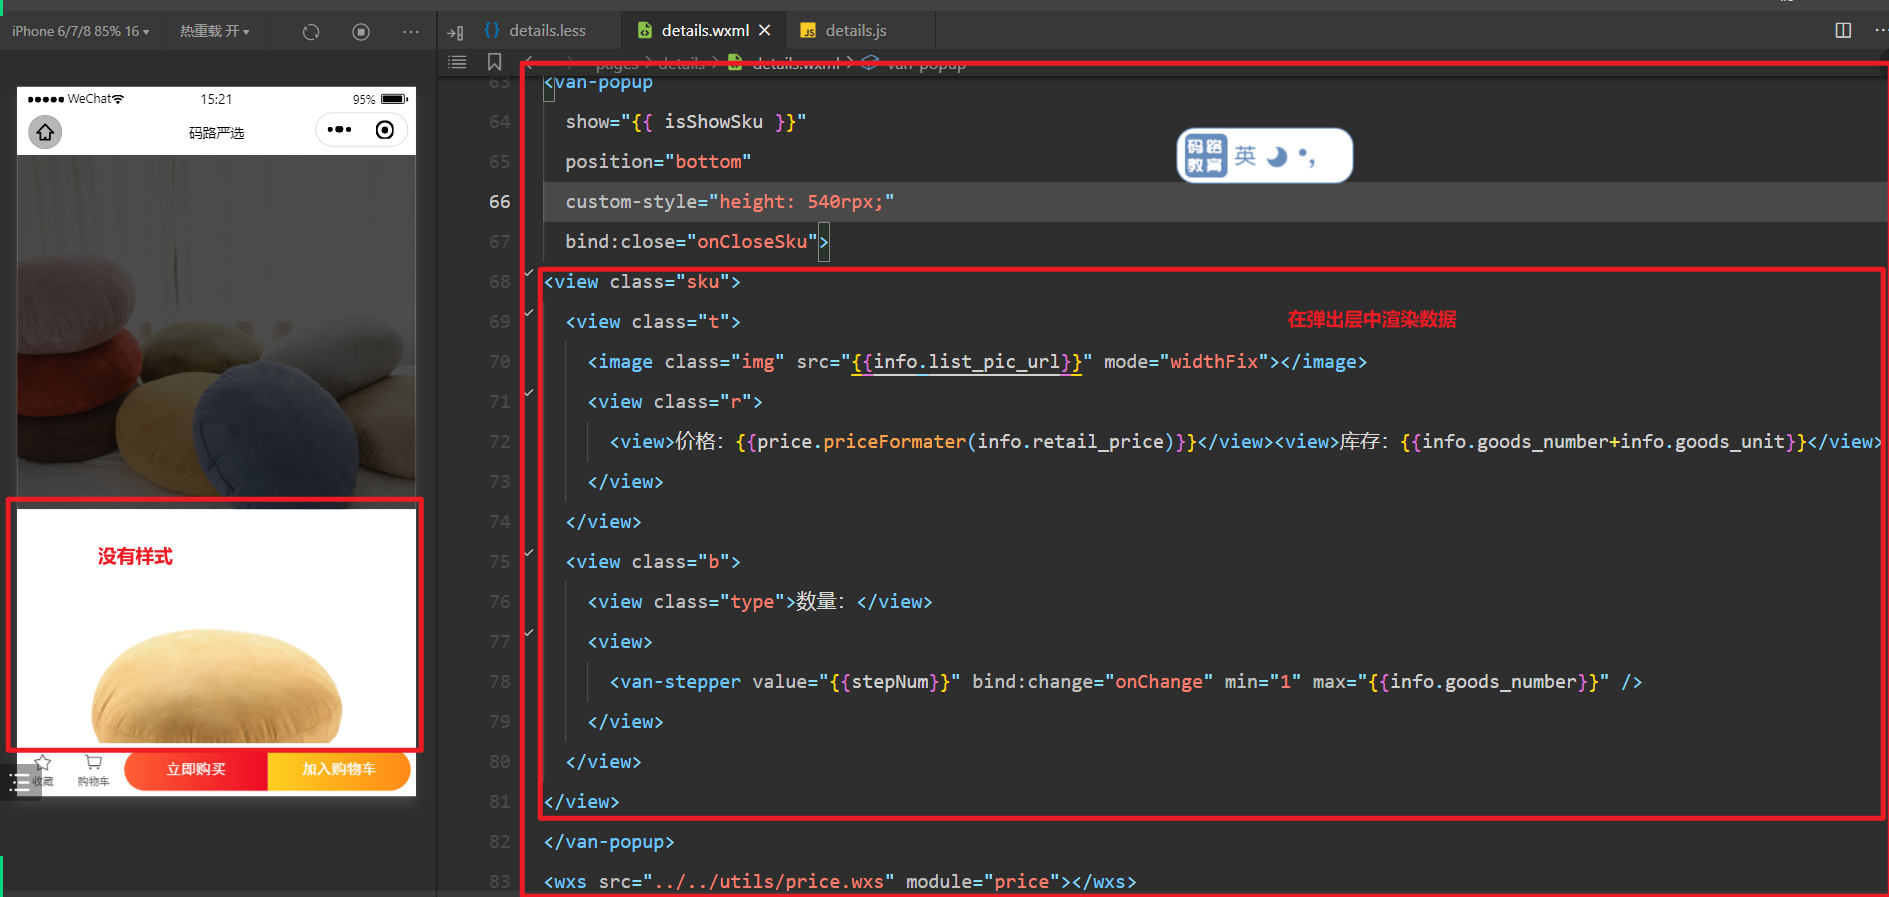 iPhone 6/7/8 85% 16
热重载 开
details.less
details.wxml
JS details.js
pages > details > details.wxml > van-popup
WeChat
15:21
95%
码路严选
没有样式
收藏
购物车
立即购买
加入购物车
63 <van-popup
64 show="{{ isShowSku }}"
65 position="bottom"
66 custom-style="height: 540rpx;"
67 bind:close="onCloseSku">
68 <view class="sku">
69 <view class="t">
70 <image class="img" src="{{info.list_pic_url}}" mode="widthFix"></image>
71 <view class="r">
72 <view>价格：{{price.priceFormater(info.retail_price)}}</view><view>库存：{{info.goods_number+info.goods_unit}}</view>
73 </view>
74 </view>
75 <view class="b">
76 <view class="type">数量：</view>
77 <view>
78 <van-stepper value="{{stepNum}}" bind:change="onChange" min="1" max="{{info.goods_number}}" />
79 </view>
80 </view>
81 </view>
82 </van-popup>
83 <wxs src="../../utils/price.wxs" module="price"></wxs>
码路
教育
英
在弹出层中渲染数据